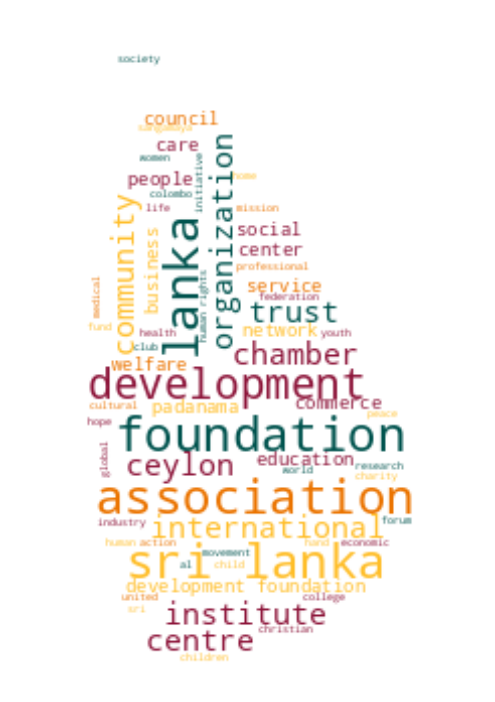 society
council
sangamaya
care
women
organization
initiative
people
home
colombo
life
mission
community
lanka
business
social
center
professional
human rights
medical
service
federation
trust
fund
network
youth
health
club
chamber
welfare
development
commerce
cultural
padanama
peace
hope
foundation
global
ceylon
education
world
research
charity
association
industry
international
forum
human
action
hand
economic
movement
sri lanka
al
child
development foundation
united
college
sri
institute
christian
centre
children